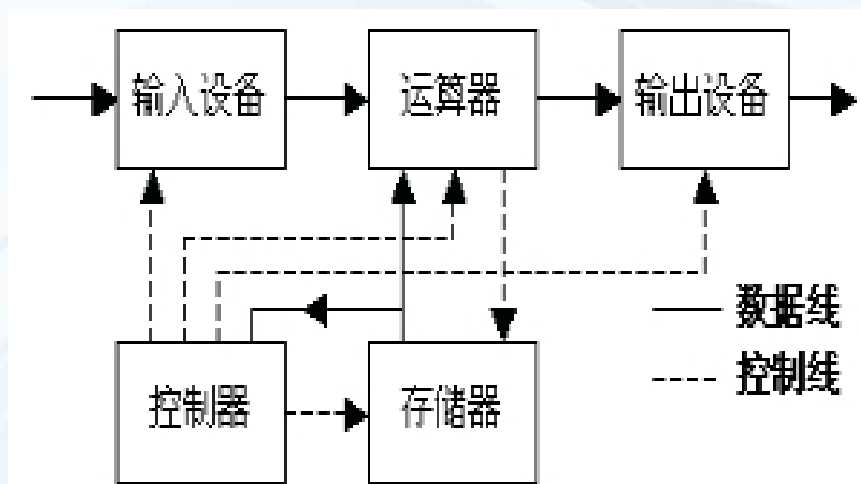 输入设备
运算器
输出设备
数据线
控制线
控制器
存储器